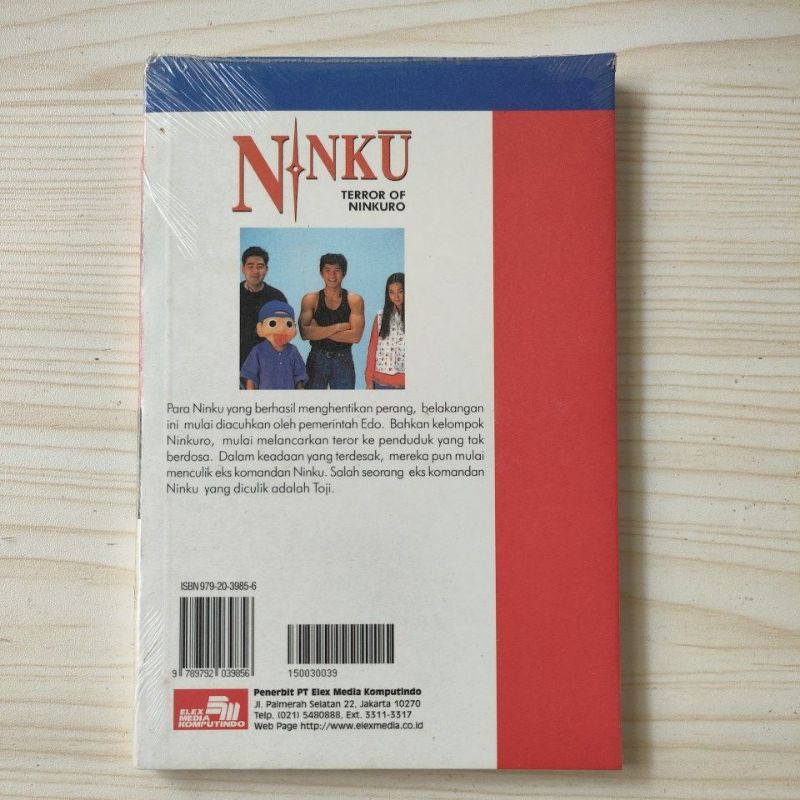 NINKŪ
TERROR OF
NINKURO
Para Ninku yang berhasil menghentikan perang, belakangan
ini mulai diacuhkan oleh pemerintah Edo. Bahkan kelompok
Ninkuro, mulai melancarkan teror ke penduduk yang tak
berdosa. Dalam keadaan yang terdesak, mereka pun mulai
menculik eks komandan Ninku. Salah seorang eks komandan
Ninku yang diculik adalah Toji.
ISBN 979-20-3985-6
9 789792 039856
150030039
ELEX
MEDIA
KOMPUTINDO
Penerbit PT Elex Media Komputindo
Jl. Palmerah Selatan 22, Jakarta 10270
Telp. (021) 5480888, Ext. 3311-3317
Web Page http://www.elexmedia.co.id